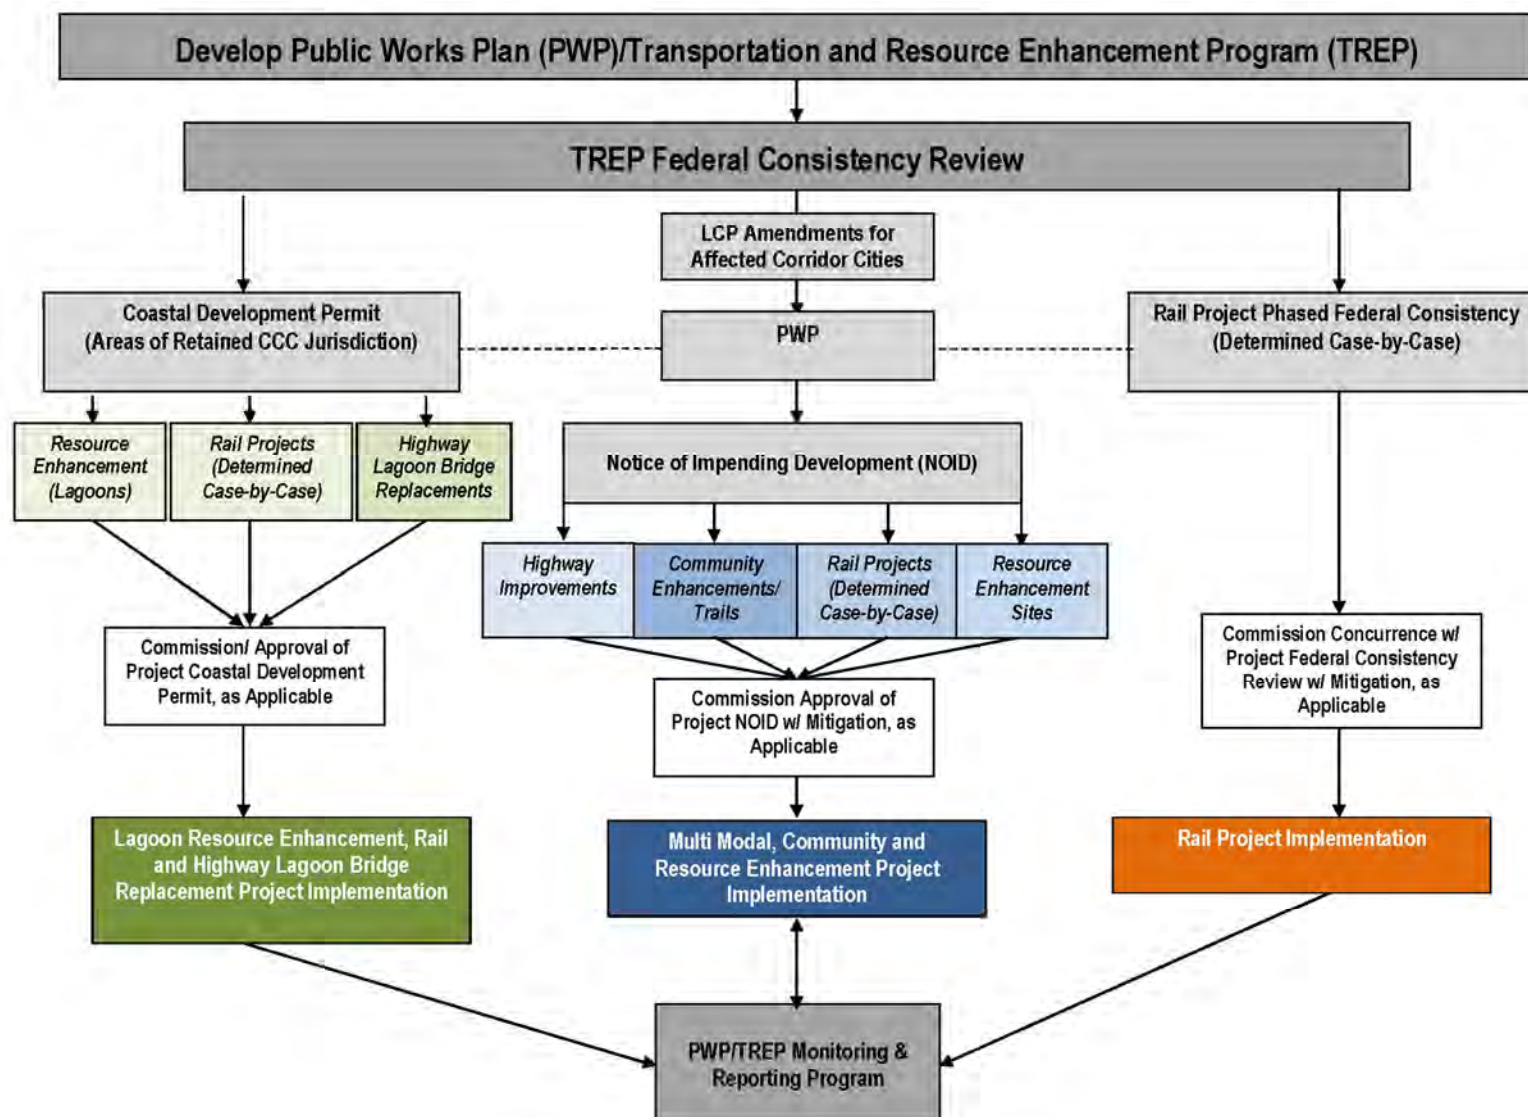 Develop Public Works Plan (PWP)/Transportation and Resource Enhancement Program (TREP)
TREP Federal Consistency Review
LCP Amendments for
Affected Corridor Cities
Coastal Development Permit
(Areas of Retained CCC Jurisdiction)
PWP
Rail Project Phased Federal Consistency
(Determined Case-by-Case)
Resource
Enhancement
(Lagoons)
Rail Projects
(Determined
Case-by-Case)
Highway
Lagoon Bridge
Replacements
Notice of Impending Development (NOID)
Highway
Improvements
Community
Enhancements/
Trails
Rail Projects
(Determined
Case-by-Case)
Resource
Enhancement
Sites
Commission/ Approval of
Project Coastal Development
Permit, as Applicable
Commission Approval of
Project NOID w/ Mitigation, as
Applicable
Commission Concurrence w/
Project Federal Consistency
Review w/ Mitigation, as
Applicable
Lagoon Resource Enhancement, Rail
and Highway Lagoon Bridge
Replacement Project Implementation
Multi Modal, Community and
Resource Enhancement Project
Implementation
Rail Project Implementation
PWP/TREP Monitoring &
Reporting Program